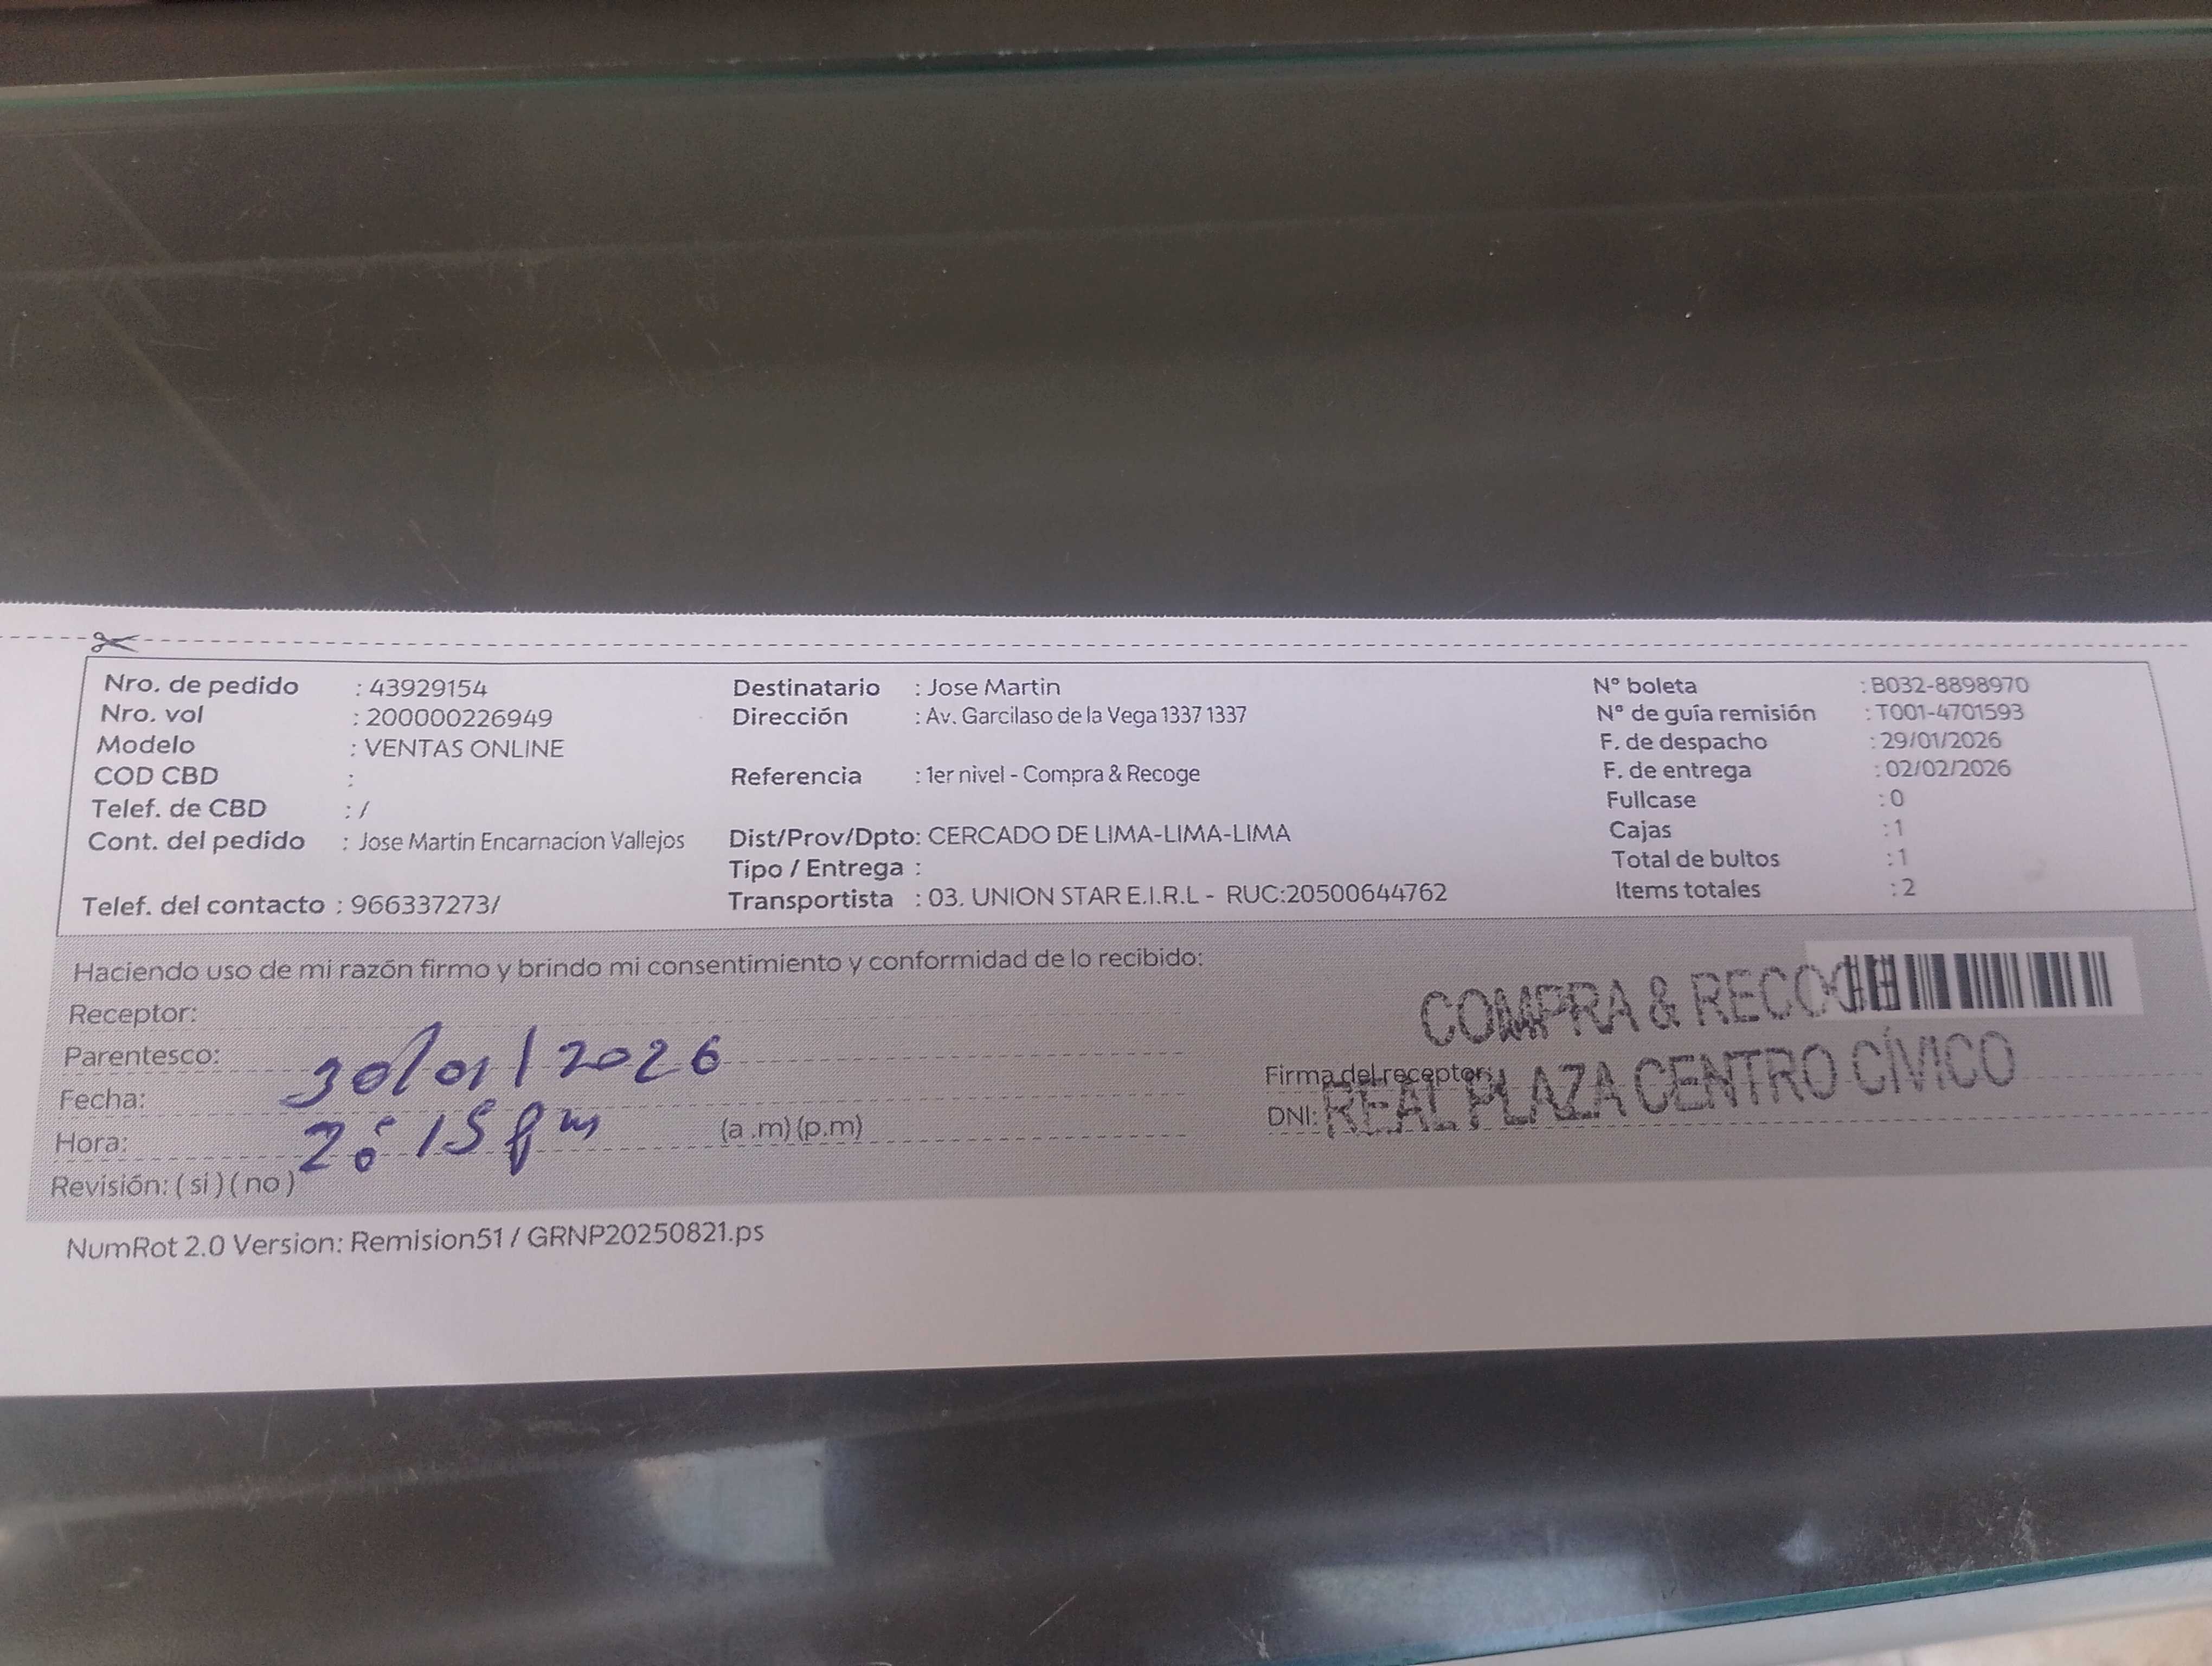 Nro. de pedido : 43929154
Nro. vol : 200000226949
Modelo : VENTAS ONLINE
COD CBD :
Telef. de CBD : /
Cont. del pedido : Jose Martin Encarnacion Vallejos
Telef. del contacto : 966337273/
Destinatario : Jose Martin
Dirección : Av. Garcilaso de la Vega 1337 1337
Referencia : 1er nivel - Compra & Recoge
Dist/Prov/Dpto: CERCADO DE LIMA-LIMA-LIMA
Tipo / Entrega :
Transportista : 03. UNION STAR E.I.R.L - RUC:20500644762
N° boleta : B032-8898970
N° de guía remisión : T001-4701593
F. de despacho : 29/01/2026
F. de entrega : 02/02/2026
Fullcase : 0
Cajas : 1
Total de bultos : 1
Items totales : 2
Haciendo uso de mi razón firmo y brindo mi consentimiento y conformidad de lo recibido:
Receptor:
Parentesco:
Fecha: 30/01/2026
Hora: 2:15 pm (a .m) (p.m)
Revisión: ( si ) ( no )
COMPRA & RECOGE
Firma del receptor:
REAL PLAZA CENTRO CÍVICO
DNI:
NumRot 2.0 Version: Remision51 / GRNP20250821.ps